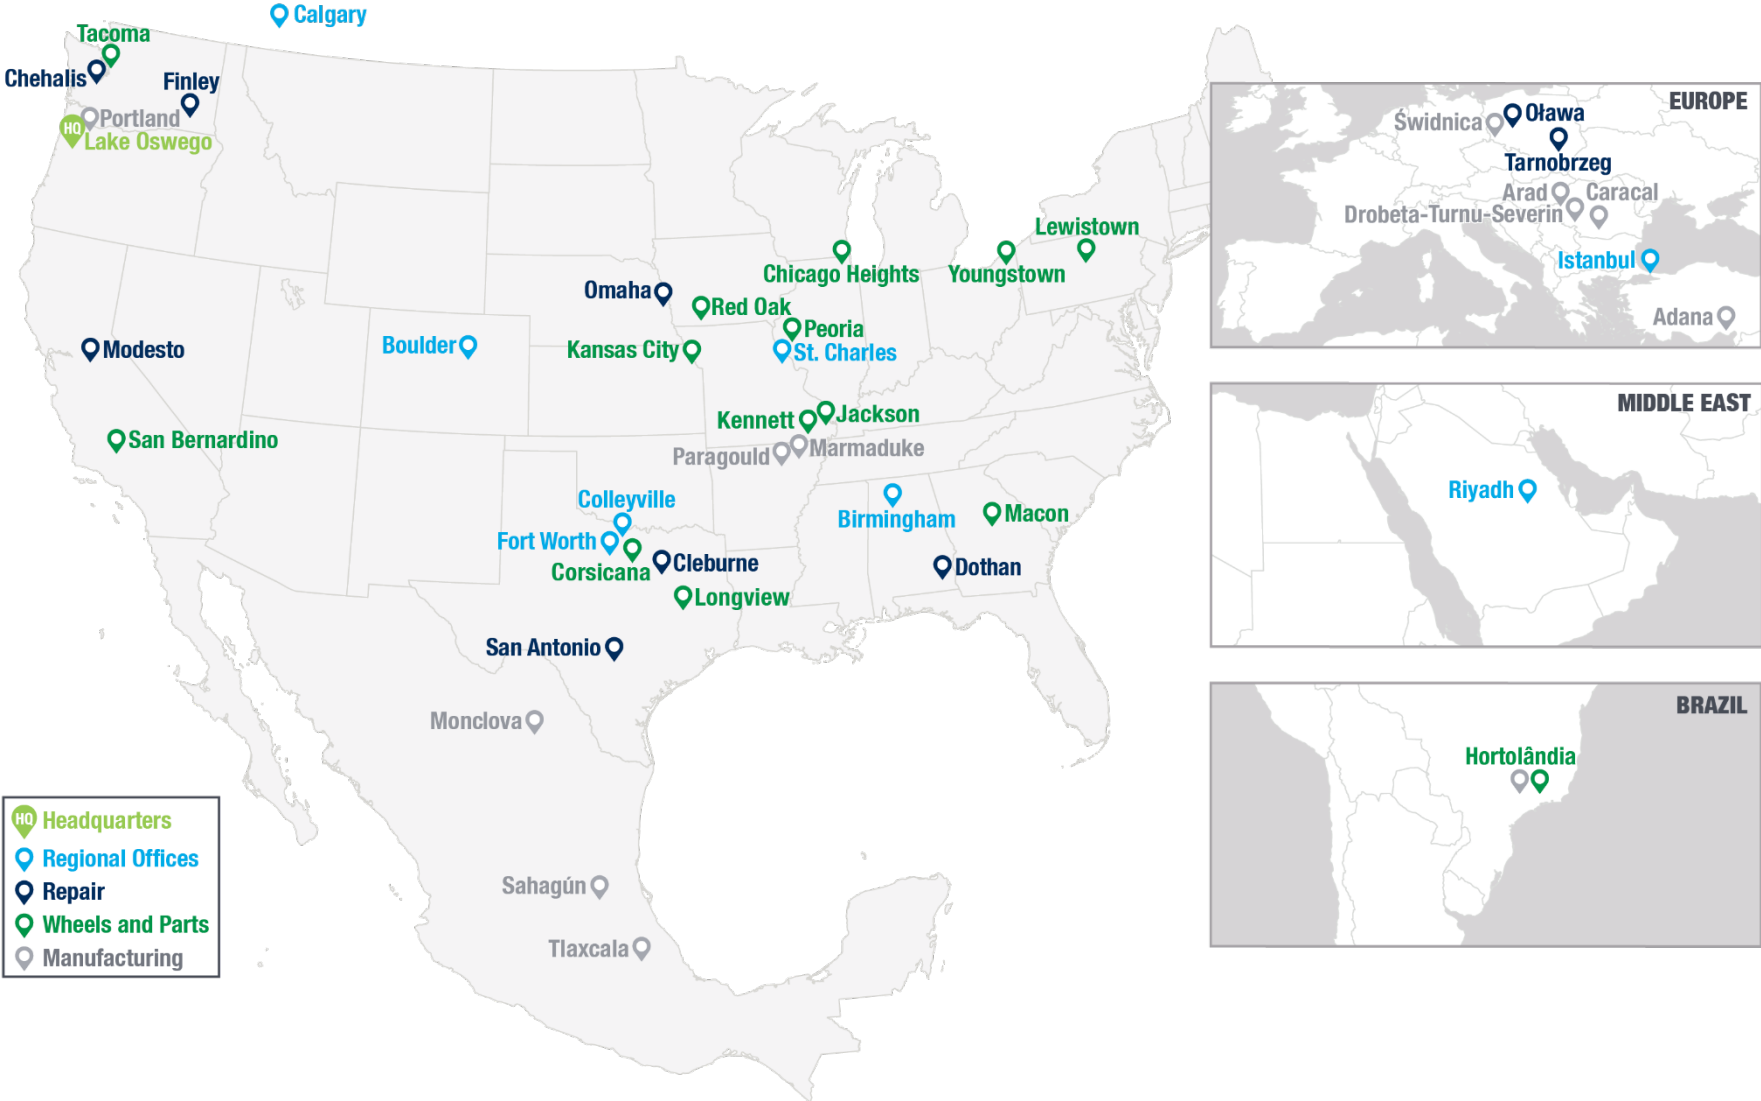 Calgary
Tacoma
Chehalis
Finley
Portland
HQ
Lake Oswego
Lewistown
Chicago Heights
Youngstown
Omaha
Red Oak
Peoria
Modesto
Boulder
Kansas City
St. Charles
Jackson
Kennett
San Bernardino
Marmaduke
Paragould
Colleyville
Birmingham
Macon
Fort Worth
Cleburne
Corsicana
Dothan
Longview
San Antonio
Monclova
Sahagún
Tlaxcala
HQ Headquarters
Regional Offices
Repair
Wheels and Parts
Manufacturing
EUROPE
Świdnica
Oława
Tarnobrzeg
Arad
Caracal
Drobeta-Turnu-Severin
Istanbul
Adana
MIDDLE EAST
Riyadh
BRAZIL
Hortolândia